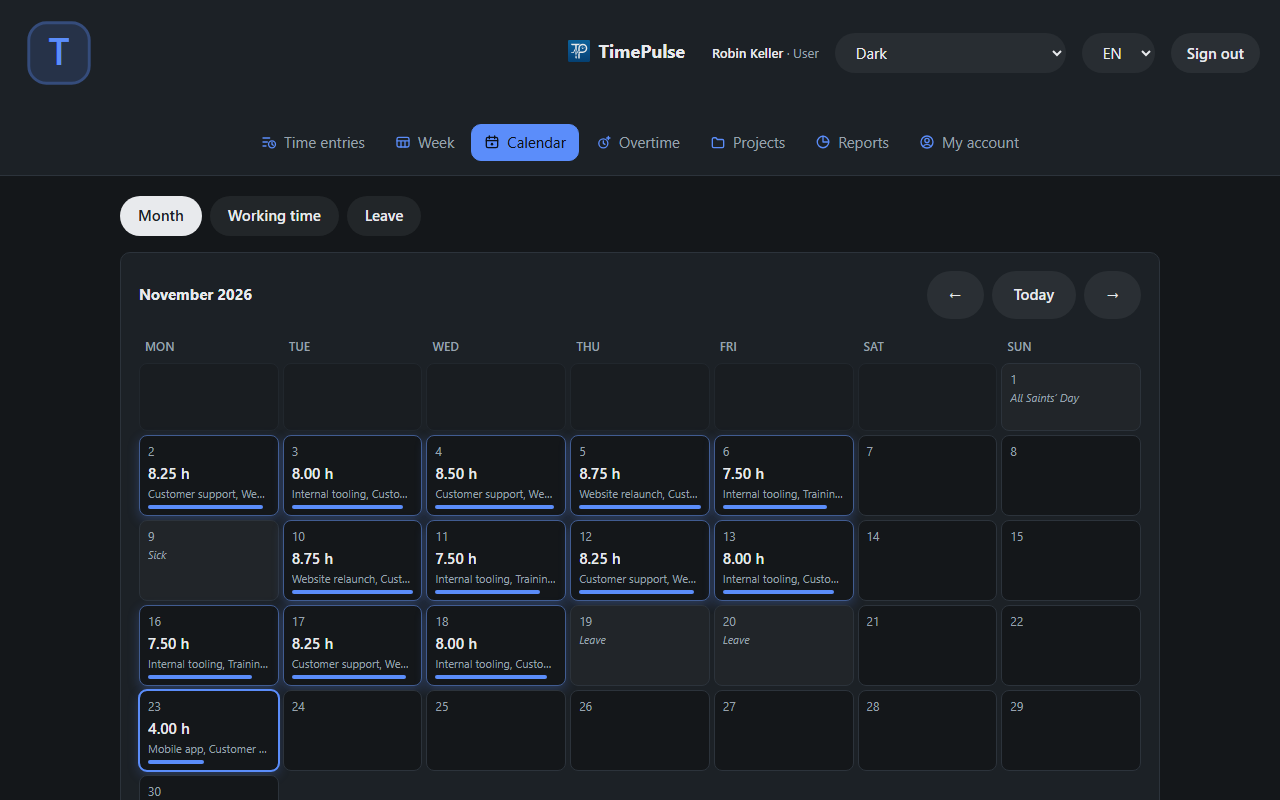 T
TP TimePulse Robin Keller · User Dark EN Sign out
Time entries Week Calendar Overtime Projects Reports My account
Month Working time Leave
November 2026 ← Today →
MON TUE WED THU FRI SAT SUN
1
All Saints' Day
2 3 4 5 6 7 8
8.25 h 8.00 h 8.50 h 8.75 h 7.50 h
Customer support, We... Internal tooling, Custo... Customer support, We... Website relaunch, Cust... Internal tooling, Trainin...
9 10 11 12 13 14 15
Sick 8.75 h 7.50 h 8.25 h 8.00 h
Website relaunch, Cust... Internal tooling, Trainin... Customer support, We... Internal tooling, Custo...
16 17 18 19 20 21 22
7.50 h 8.25 h 8.00 h Leave Leave
Internal tooling, Trainin... Customer support, We... Internal tooling, Custo...
23 24 25 26 27 28 29
4.00 h
Mobile app, Customer ...
30